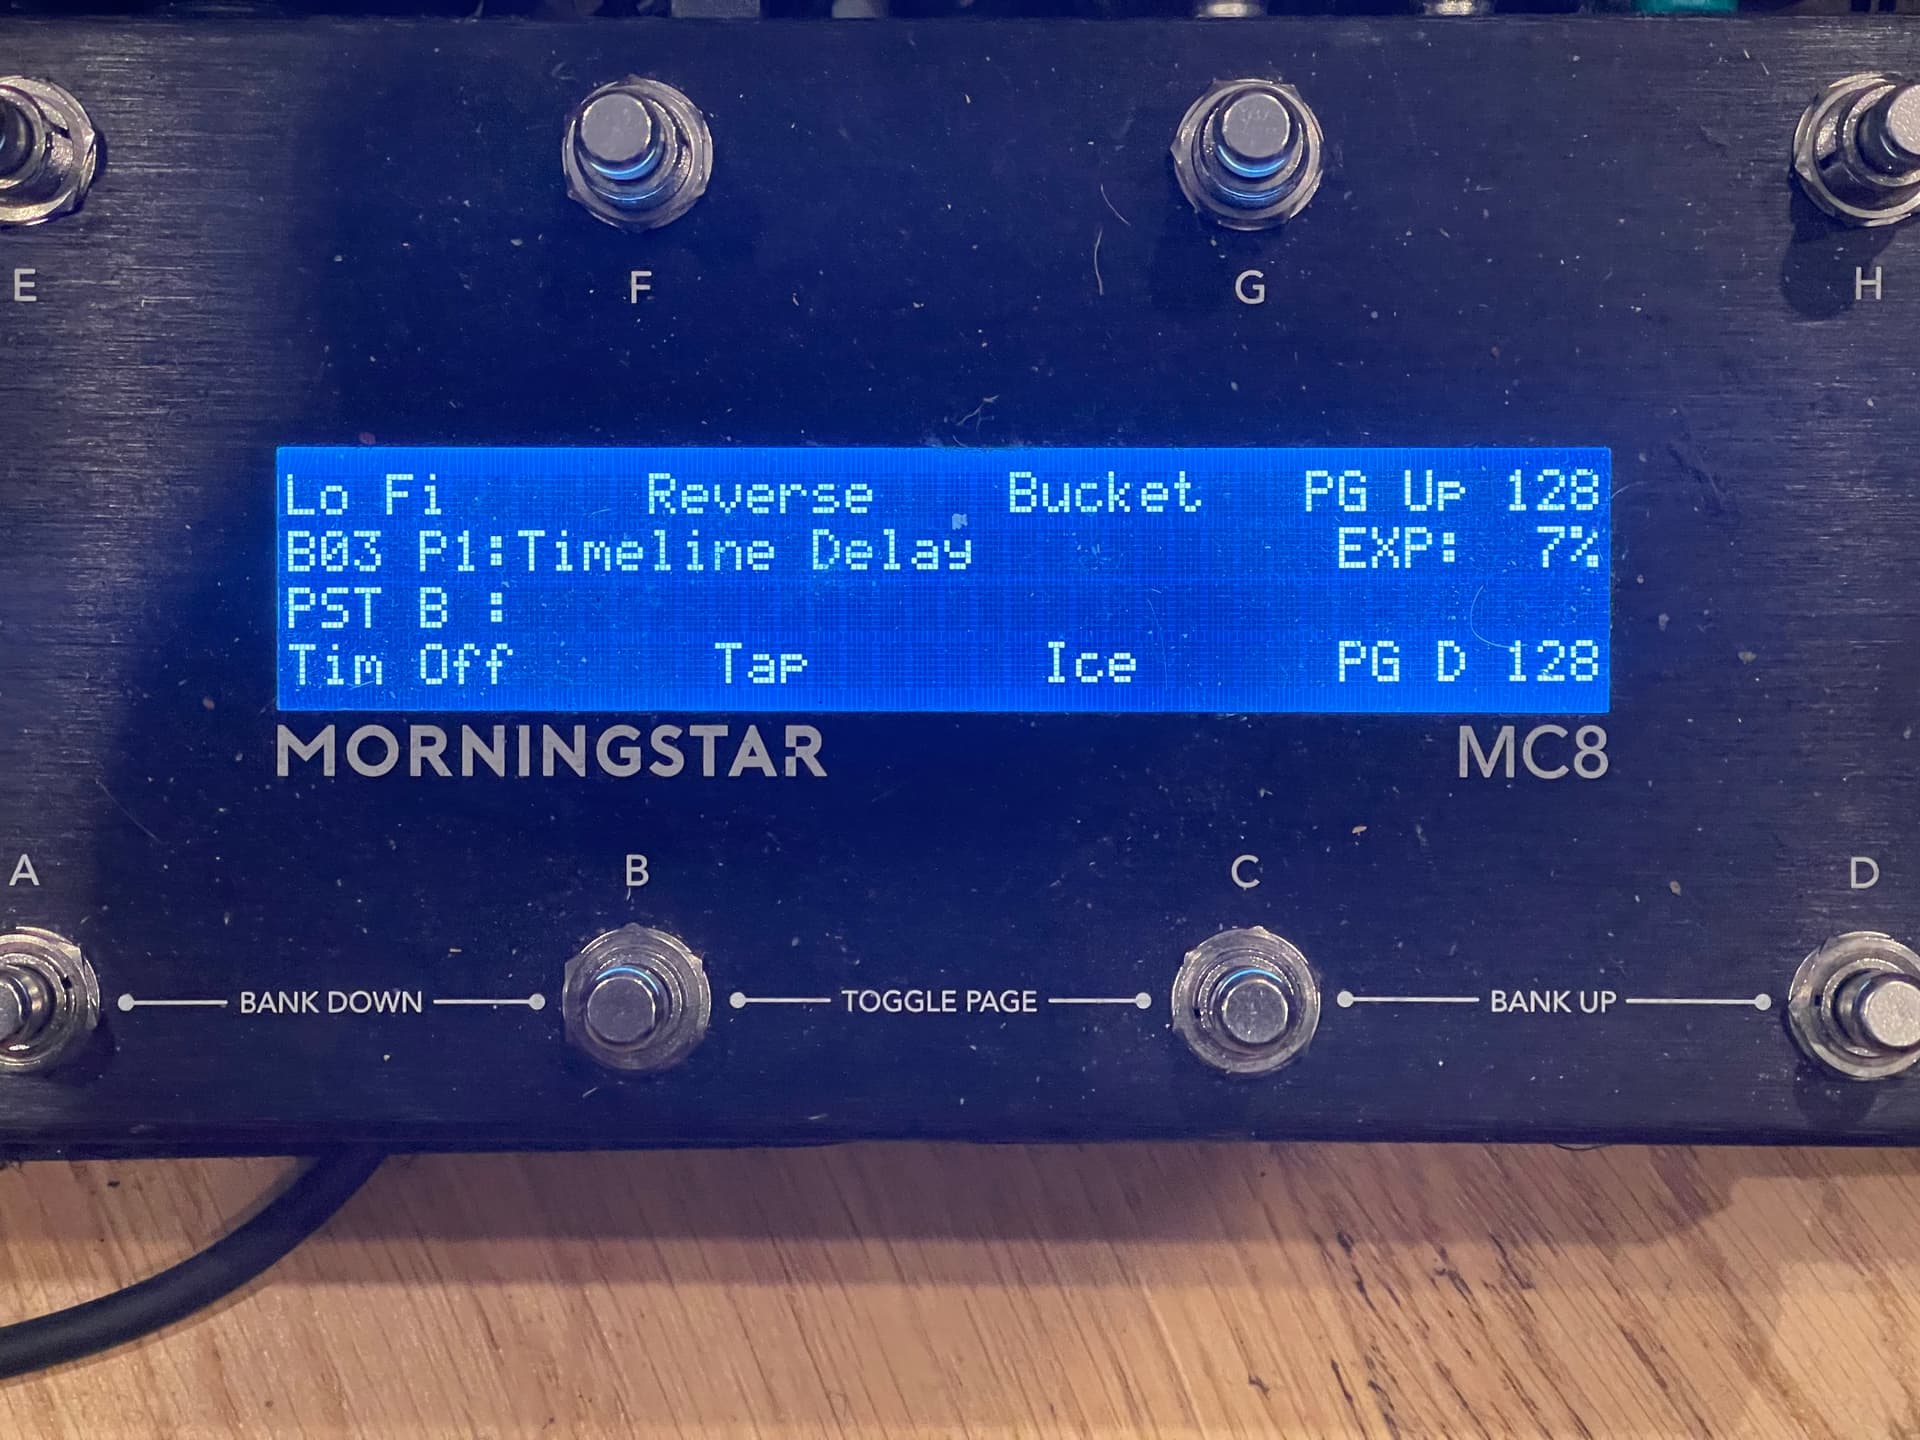 E F G H
Lo Fi Reverse Bucket PG Up 128
B03 P1:Timeline Delay EXP: 7%
PST B :
Tim Off Tap Ice PG D 128
MORNINGSTAR MC8
A B C D
BANK DOWN TOGGLE PAGE BANK UP